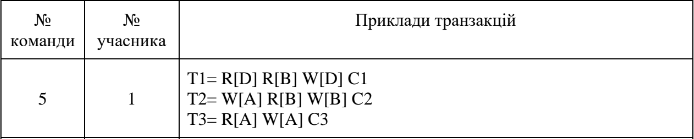 № команди
№ учасника
Приклади транзакцій
5
1
T1= R[D] R[B] W[D] C1
T2= W[A] R[B] W[B] C2
T3= R[A] W[A] C3